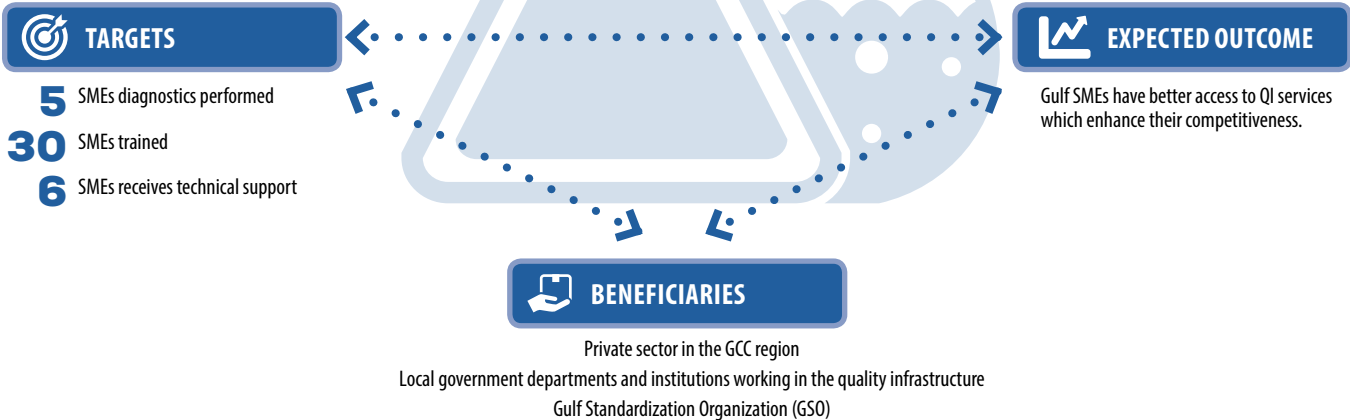 TARGETS
5 SMEs diagnostics performed
30 SMEs trained
6 SMEs receives technical support
EXPECTED OUTCOME
Gulf SMEs have better access to QI services
which enhance their competitiveness.
BENEFICIARIES
Private sector in the GCC region
Local government departments and institutions working in the quality infrastructure
Gulf Standardization Organization (GSO)